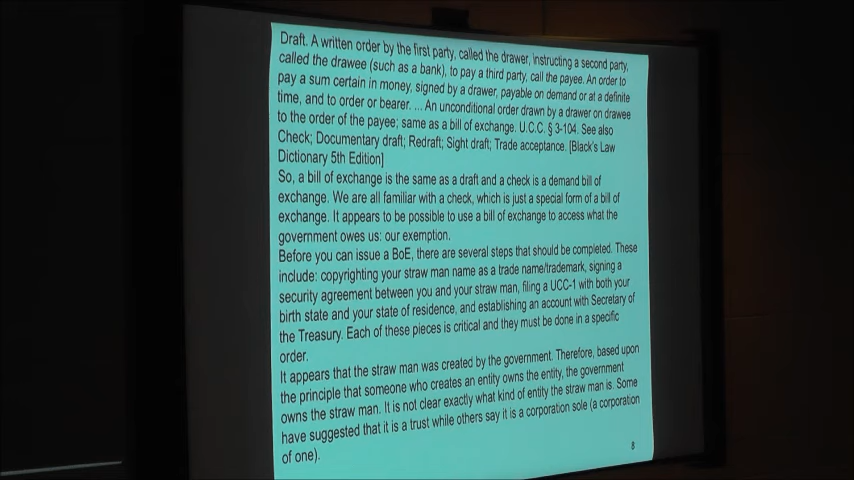 Draft. A written order by the first party, called the drawer, instructing a second party,
called the drawee (such as a bank), to pay a third party, call the payee. An order to
pay a sum certain in money, signed by a drawer, payable on demand or at a definite
time, and to order or bearer. ... An unconditional order drawn by a drawer on drawee
to the order of the payee; same as a bill of exchange. U.C.C. § 3-104. See also
Check; Documentary draft; Redraft; Sight draft; Trade acceptance. [Black's Law
Dictionary 5th Edition]
So, a bill of exchange is the same as a draft and a check is a demand bill of
exchange. We are all familiar with a check, which is just a special form of a bill of
exchange. It appears to be possible to use a bill of exchange to access what the
government owes us: our exemption.
Before you can issue a BoE, there are several steps that should be completed. These
include: copyrighting your straw man name as a trade name/trademark, signing a
security agreement between you and your straw man, filing a UCC-1 with both your
birth state and your state of residence, and establishing an account with Secretary of
the Treasury. Each of these pieces is critical and they must be done in a specific
order.
It appears that the straw man was created by the government. Therefore, based upon
the principle that someone who creates an entity owns the entity, the government
owns the straw man. It is not clear exactly what kind of entity the straw man is. Some
have suggested that it is a trust while others say it is a corporation sole (a corporation
of one).
8